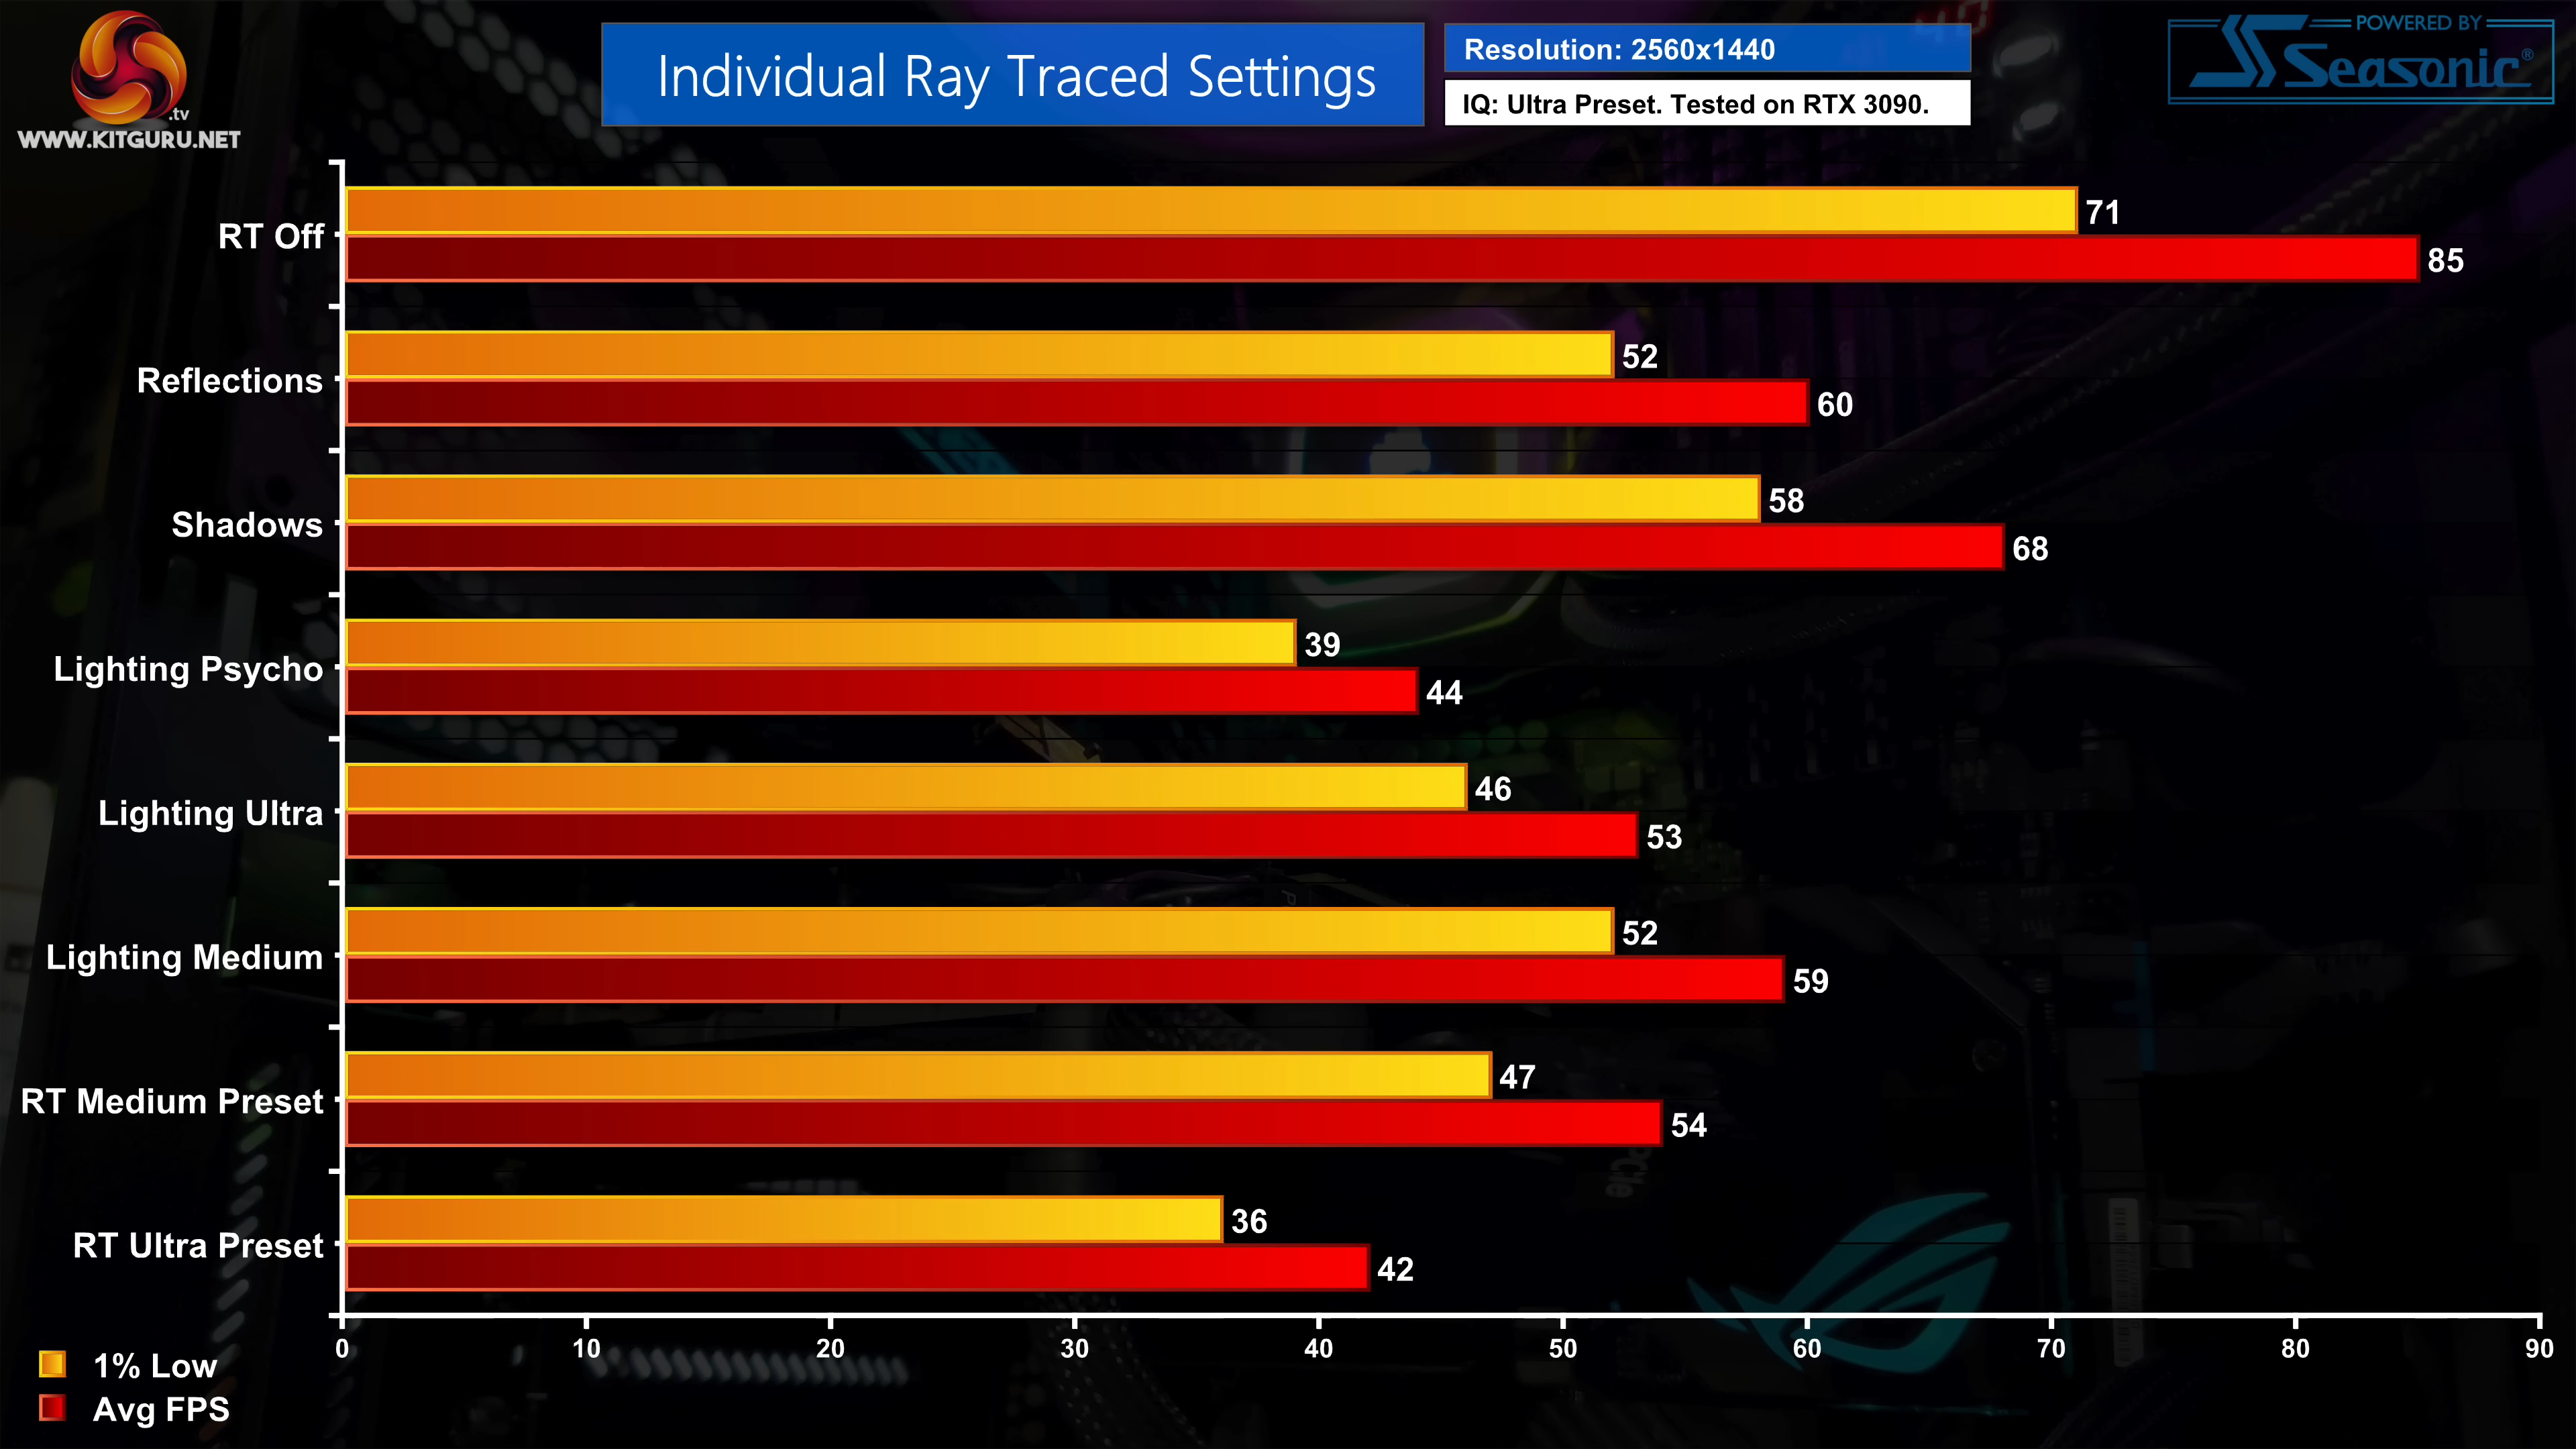 .tv
WWW.KITGURU.NET
Individual Ray Traced Settings
Resolution: 2560x1440
IQ: Ultra Preset. Tested on RTX 3090.
POWERED BY
Seasonic®
RT Off
71
85
Reflections
52
60
Shadows
58
68
Lighting Psycho
39
44
Lighting Ultra
46
53
Lighting Medium
52
59
RT Medium Preset
47
54
RT Ultra Preset
36
42
0 10 20 30 40 50 60 70 80 90
1% Low
Avg FPS